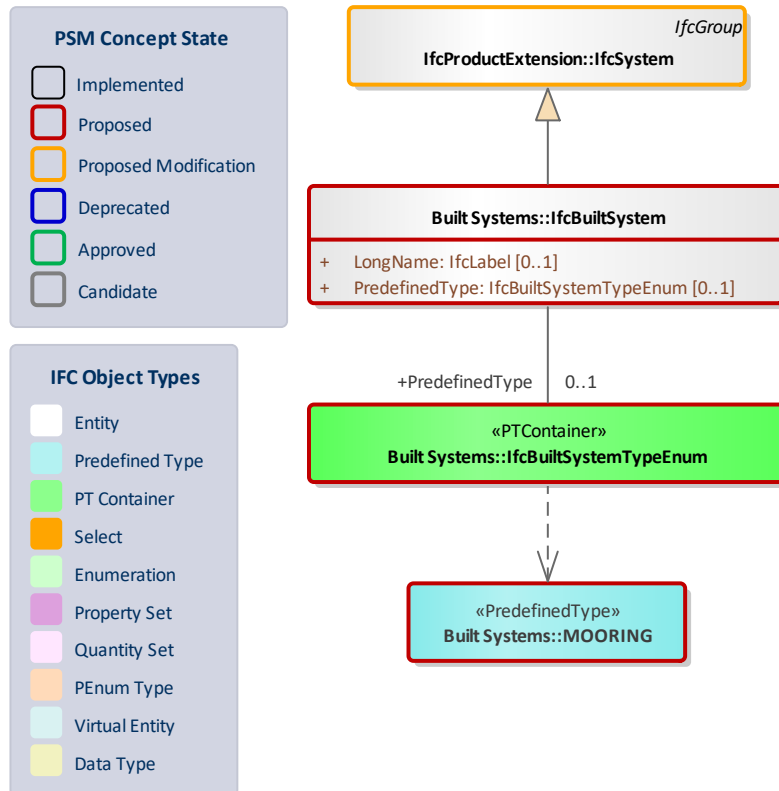 PSM Concept State
Implemented
Proposed
Proposed Modification
Deprecated
Approved
Candidate
IFC Object Types
Entity
Predefined Type
PT Container
Select
Enumeration
Property Set
Quantity Set
PEnum Type
Virtual Entity
Data Type
IfcGroup
IfcProductExtension::IfcSystem
Built Systems::IfcBuiltSystem
+ LongName: IfcLabel [0..1]
+ PredefinedType: IfcBuiltSystemTypeEnum [0..1]
+PredefinedType 0..1
«PTContainer»
Built Systems::IfcBuiltSystemTypeEnum
«PredefinedType»
Built Systems::MOORING